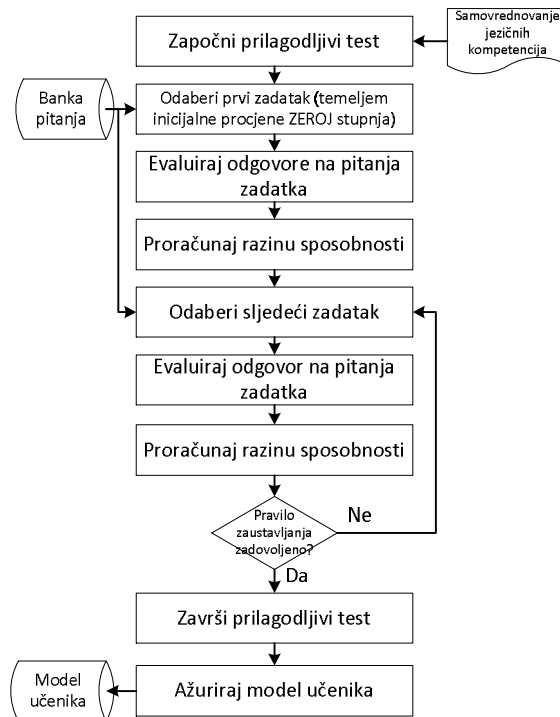 Samovrednovanje
jezičnih
kompetencija
Započni prilagodljivi test
Banka
pitanja
Odaberi prvi zadatak (temeljem
inicijalne procjene ZEROJ stupnja)
Evaluiraj odgovore na pitanja
zadatka
Proračunaj razinu sposobnosti
Odaberi sljedeći zadatak
Evaluiraj odgovor na pitanja
zadatka
Proračunaj razinu sposobnosti
Pravilo
zaustavljanja
zadovoljeno?
Ne
Da
Završi prilagodljivi test
Model
učenika
Ažuriraj model učenika